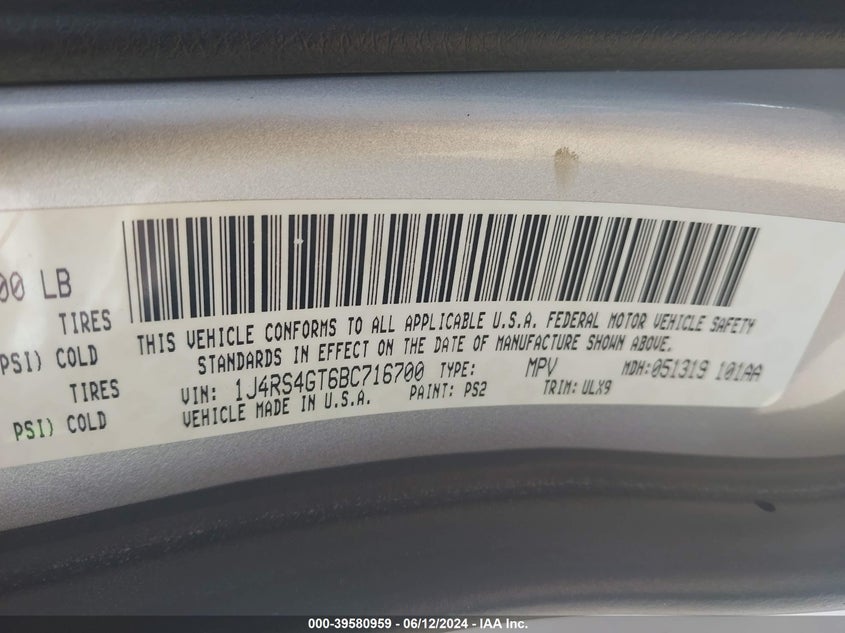 00 LB
TIRES
PSI) COLD
TIRES
PSI) COLD
THIS VEHICLE CONFORMS TO ALL APPLICABLE U.S.A. FEDERAL MOTOR VEHICLE SAFETY
STANDARDS IN EFFECT ON THE DATE OF MANUFACTURE SHOWN ABOVE.
VIN: 1J4RS4GT6BC716700 TYPE: MPV MDH:051319 101AA
VEHICLE MADE IN U.S.A. PAINT: PS2 TRIM: ULX9
000-39580959 - 06/12/2024 - IAA Inc.